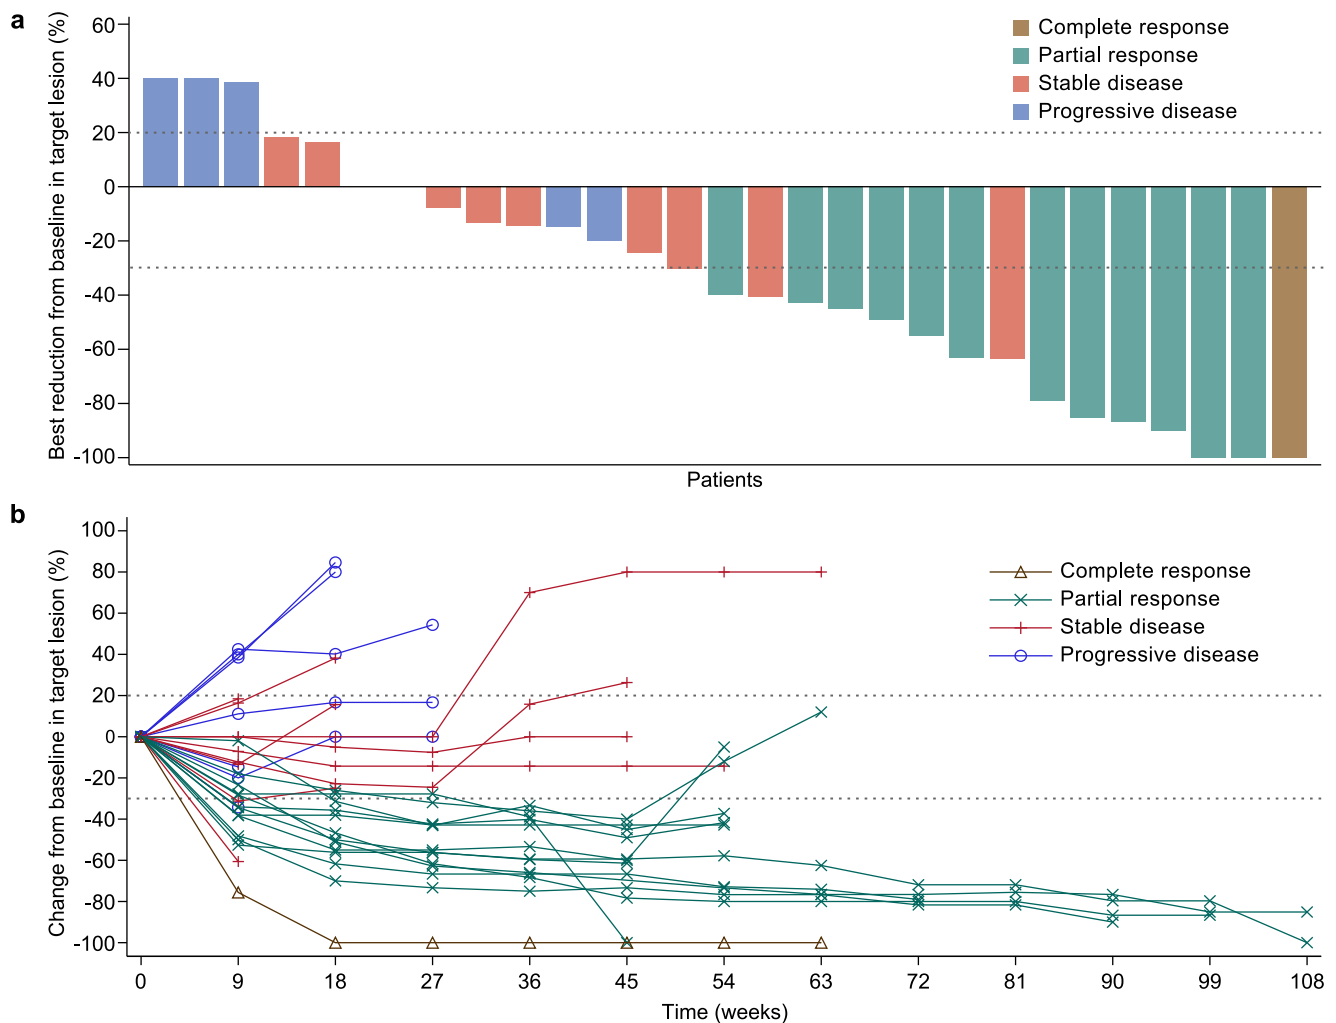 a
Best reduction from baseline in target lesion (%)
60
40
20
0
-20
-40
-60
-80
-100
Complete response
Partial response
Stable disease
Progressive disease
Patients
b
Change from baseline in target lesion (%)
100
80
60
40
20
0
-20
-40
-60
-80
-100
Complete response
Partial response
Stable disease
Progressive disease
0 9 18 27 36 45 54 63 72 81 90 99 108
Time (weeks)